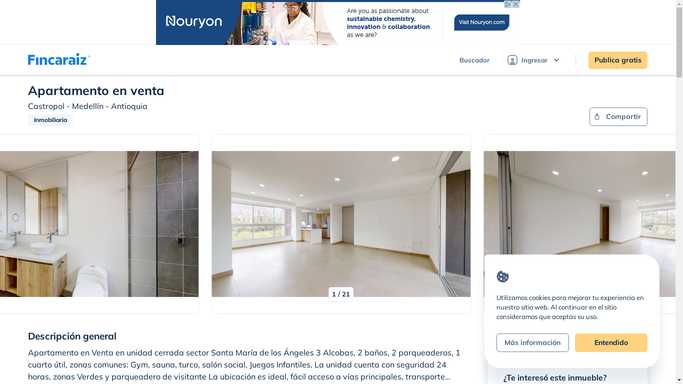 Nouryon
Are you as passionate about
sustainable chemistry,
innovation & collaboration
as we are?
Visit Nouryon.com
Fincaraiz
Buscador
Ingresar
Publica gratis
Apartamento en venta
Castropol - Medellín - Antioquia
Inmobiliaria
Compartir
1 / 21
Descripción general
Apartamento en Venta en unidad cerrada sector Santa María de los Ángeles 3 Alcobas, 2 baños, 2 parqueaderos, 1
cuarto útil, zonas comunes: Gym, sauna, turco, salón social, Juegos Infantiles. La unidad cuenta con seguridad 24
horas, zonas Verdes y parqueadero de visitante La ubicación es ideal, fácil acceso a vías principales, transporte...
Utilizamos cookies para mejorar tu experiencia en
nuestro sitio web. Al continuar en el sitio
consideramos que aceptas su uso.
Más información
Entendido
¿Te interesó este inmueble?